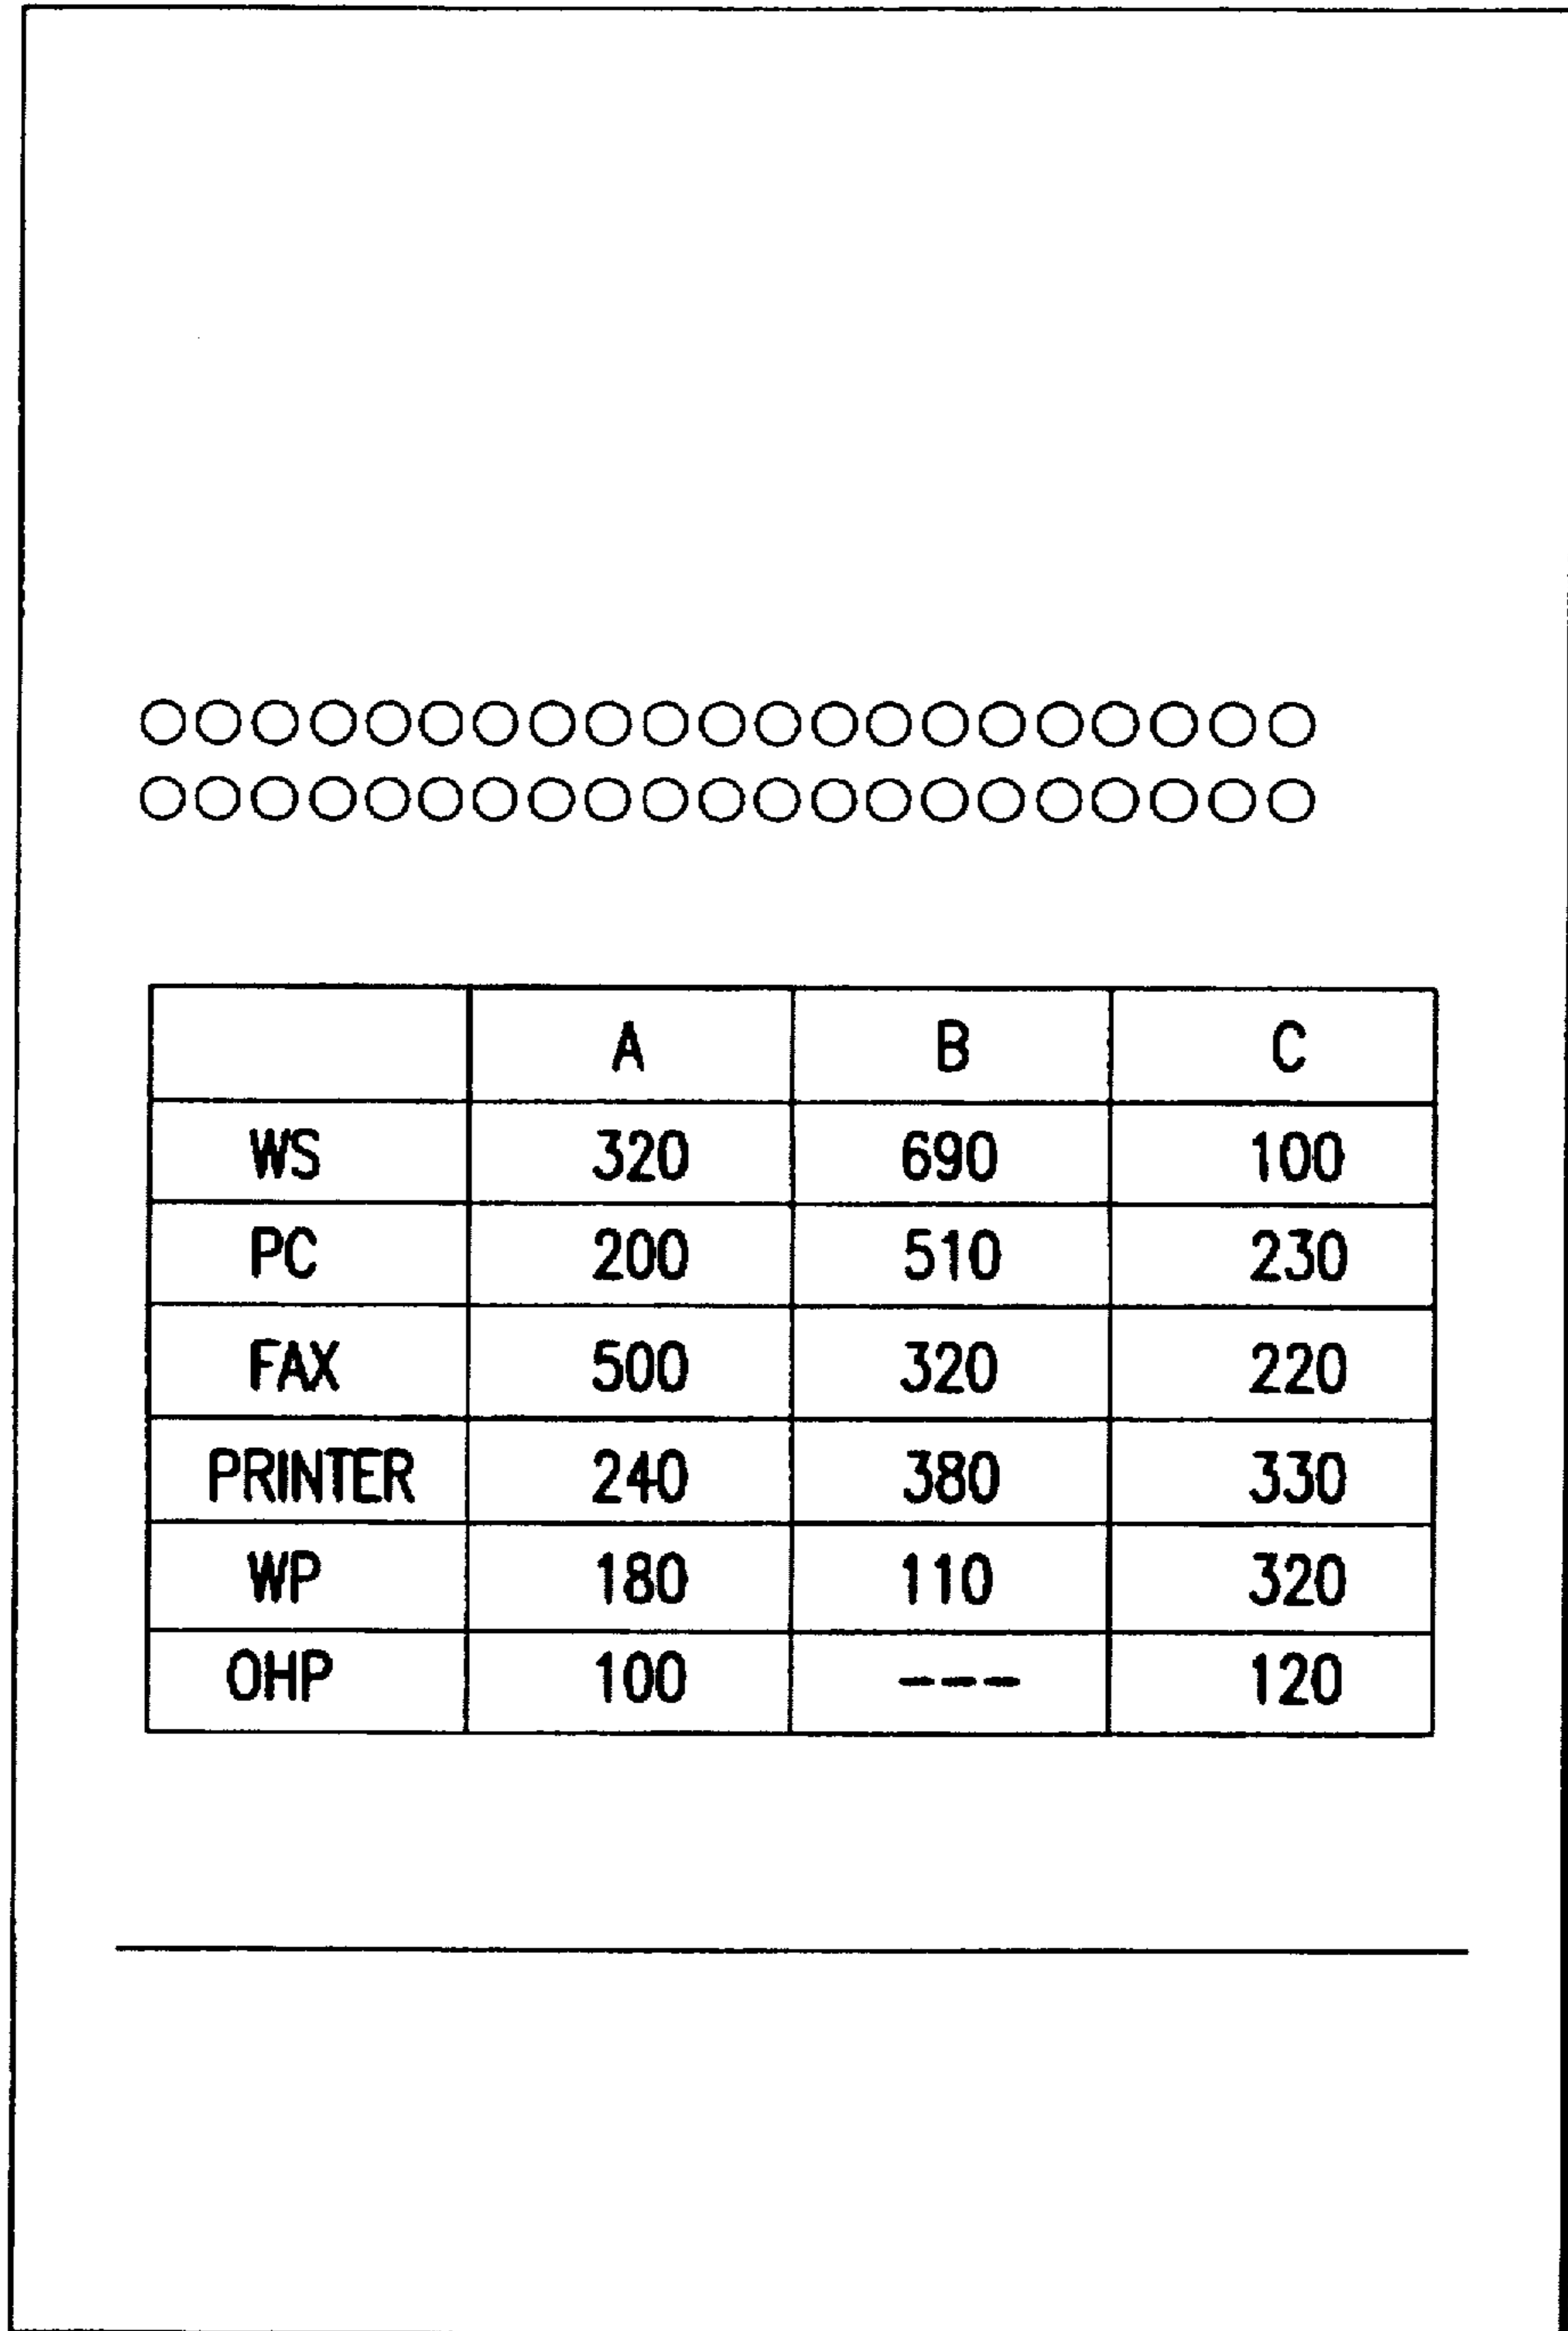 ○○○○○○○○○○○○○○○○○○○○○
○○○○○○○○○○○○○○○○○○○○○
A B C
WS 320 690 100
PC 200 510 230
FAX 500 320 220
PRINTER 240 380 330
WP 180 110 320
OHP 100 --- 120